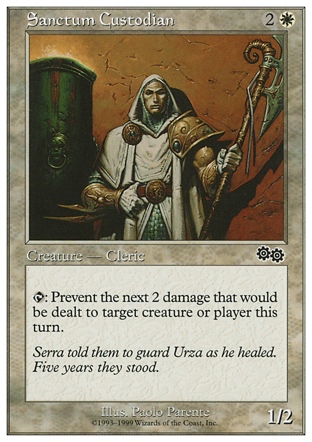 Sanctum Custodian 2
Creature — Cleric
: Prevent the next 2 damage that would
be dealt to target creature or player this
turn.
Serra told them to guard Urza as he healed.
Five years they stood.
Illus. Paolo Parente
©1993–1999 Wizards of the Coast, Inc.
1/2